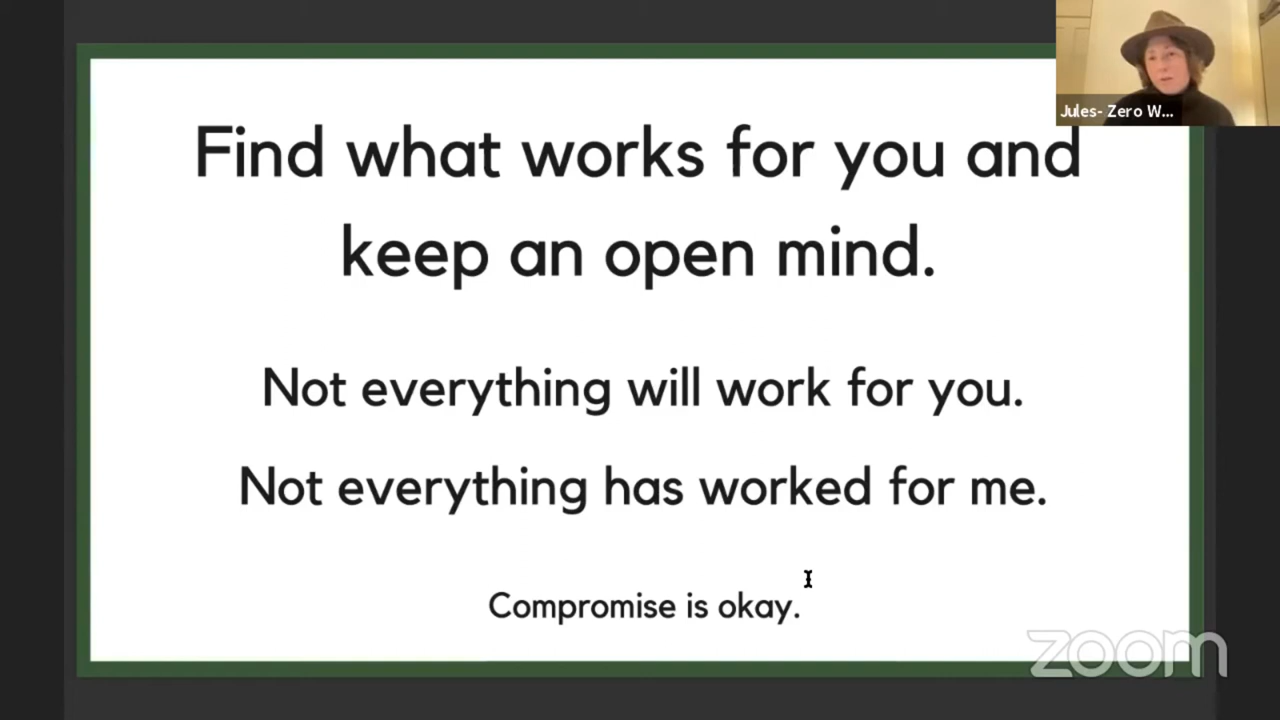 Jules- Zero W...
Find what works for you and
keep an open mind.
Not everything will work for you.
Not everything has worked for me.
Compromise is okay.
zoom